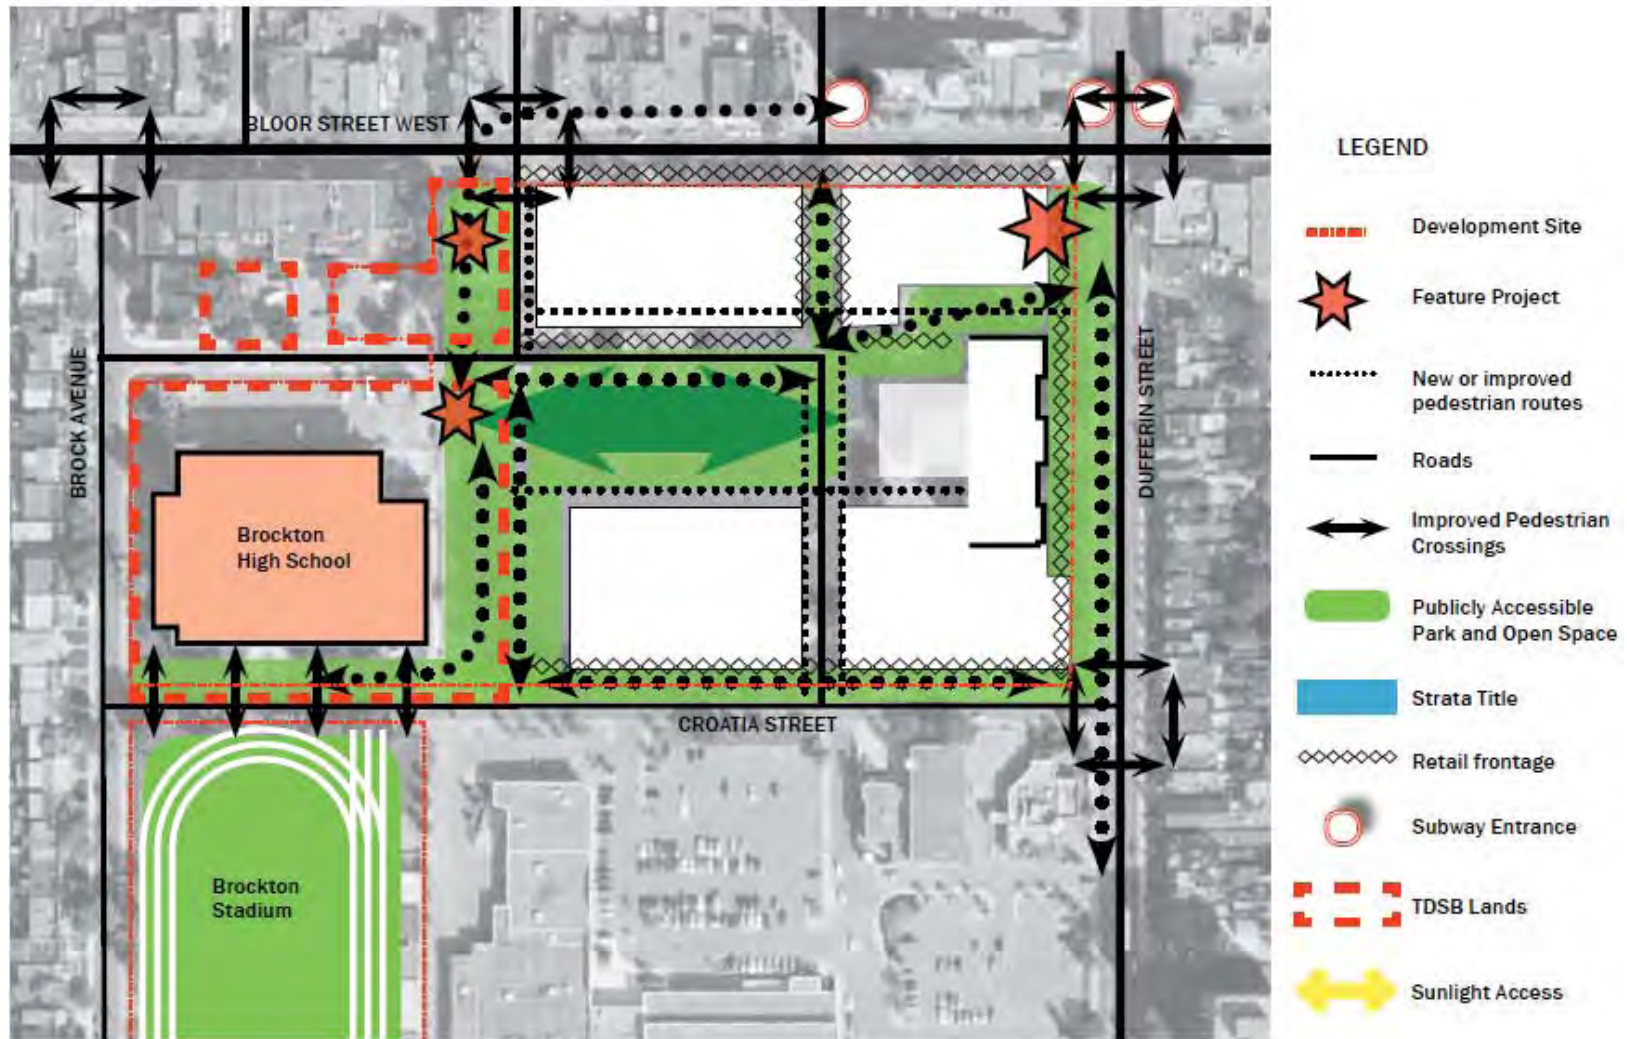 BLOOR STREET WEST
BROCK AVENUE
DUFFERIN STREET
Brockton
High School
CROATIA STREET
Brockton
Stadium
LEGEND
Development Site
Feature Project
New or improved
pedestrian routes
Roads
Improved Pedestrian
Crossings
Publicly Accessible
Park and Open Space
Strata Title
Retail frontage
Subway Entrance
TDSB Lands
Sunlight Access